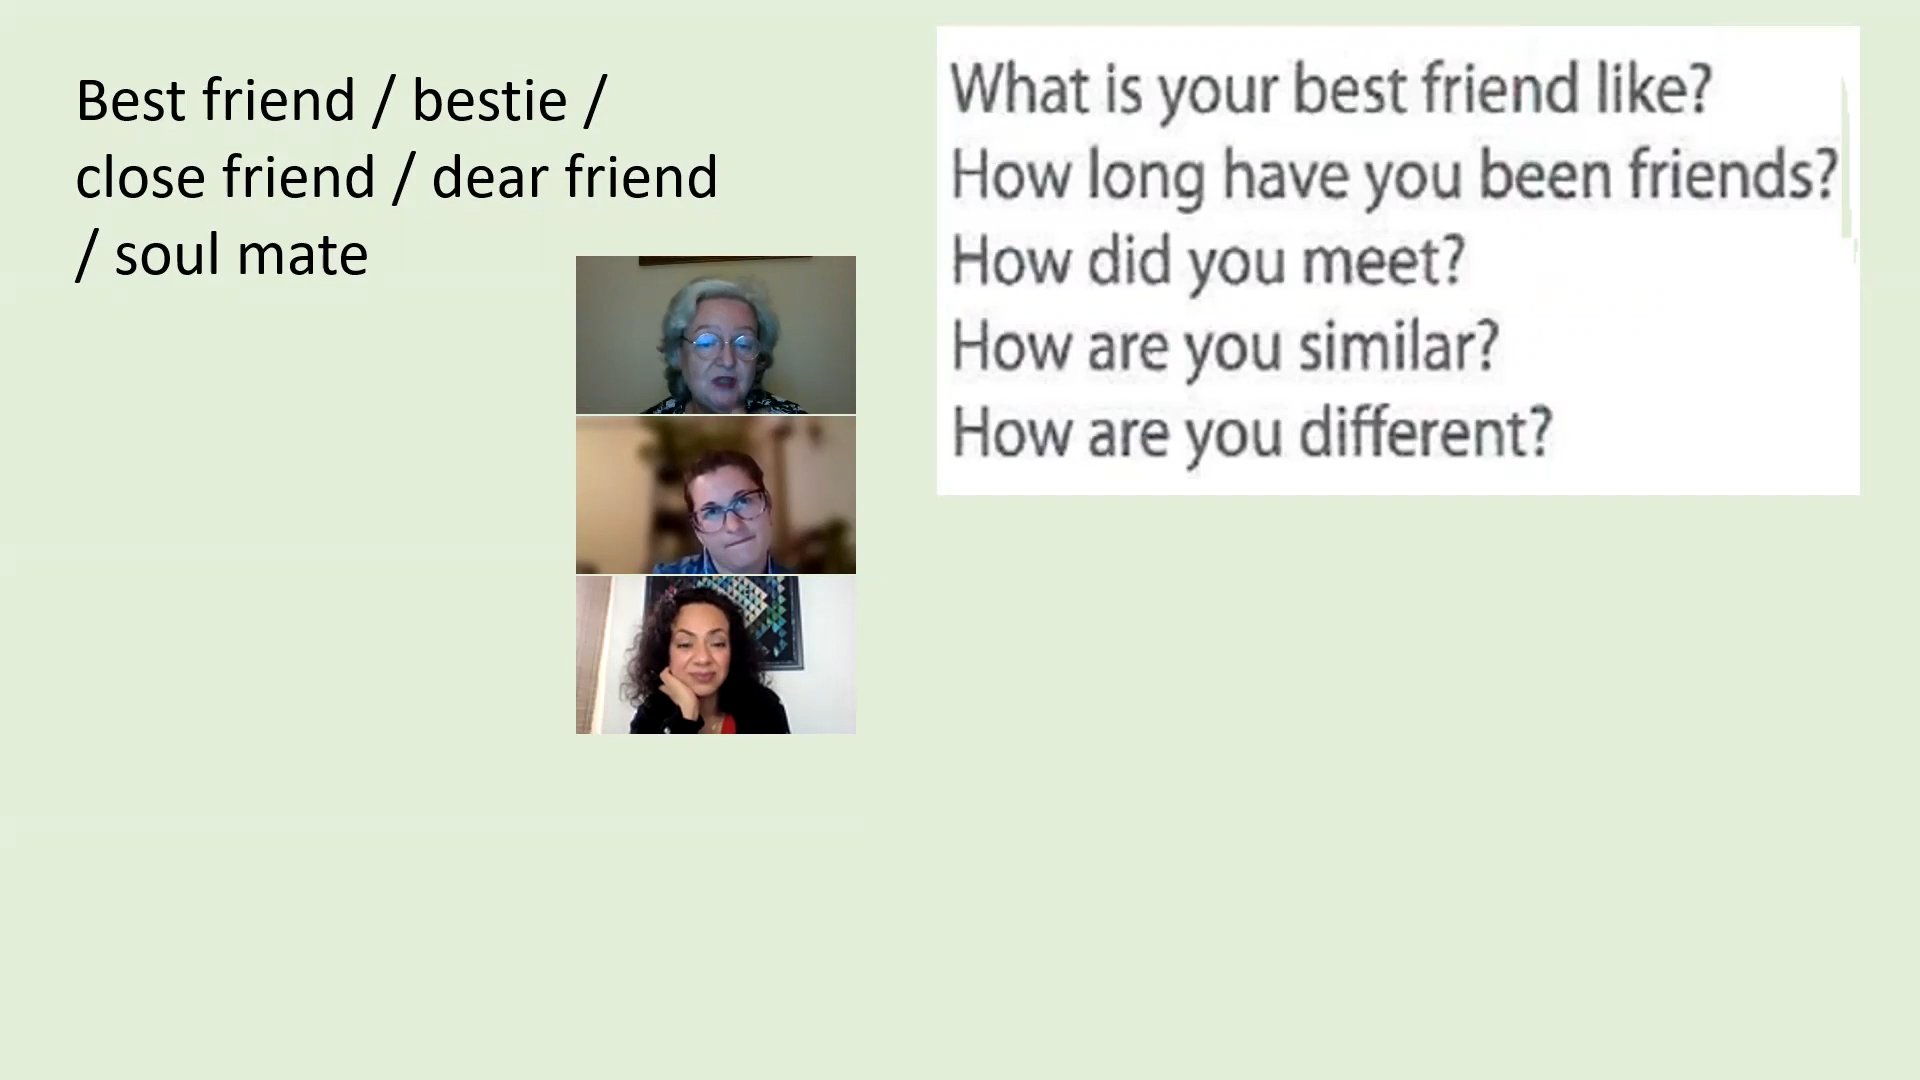 Best friend / bestie /
close friend / dear friend
/ soul mate
What is your best friend like?
How long have you been friends?
How did you meet?
How are you similar?
How are you different?